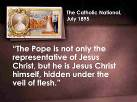 The Catholic National,
July 1895
"The Pope is not only the
representative of Jesus
Christ, but he is Jesus Christ
himself, hidden under the
veil of flesh."